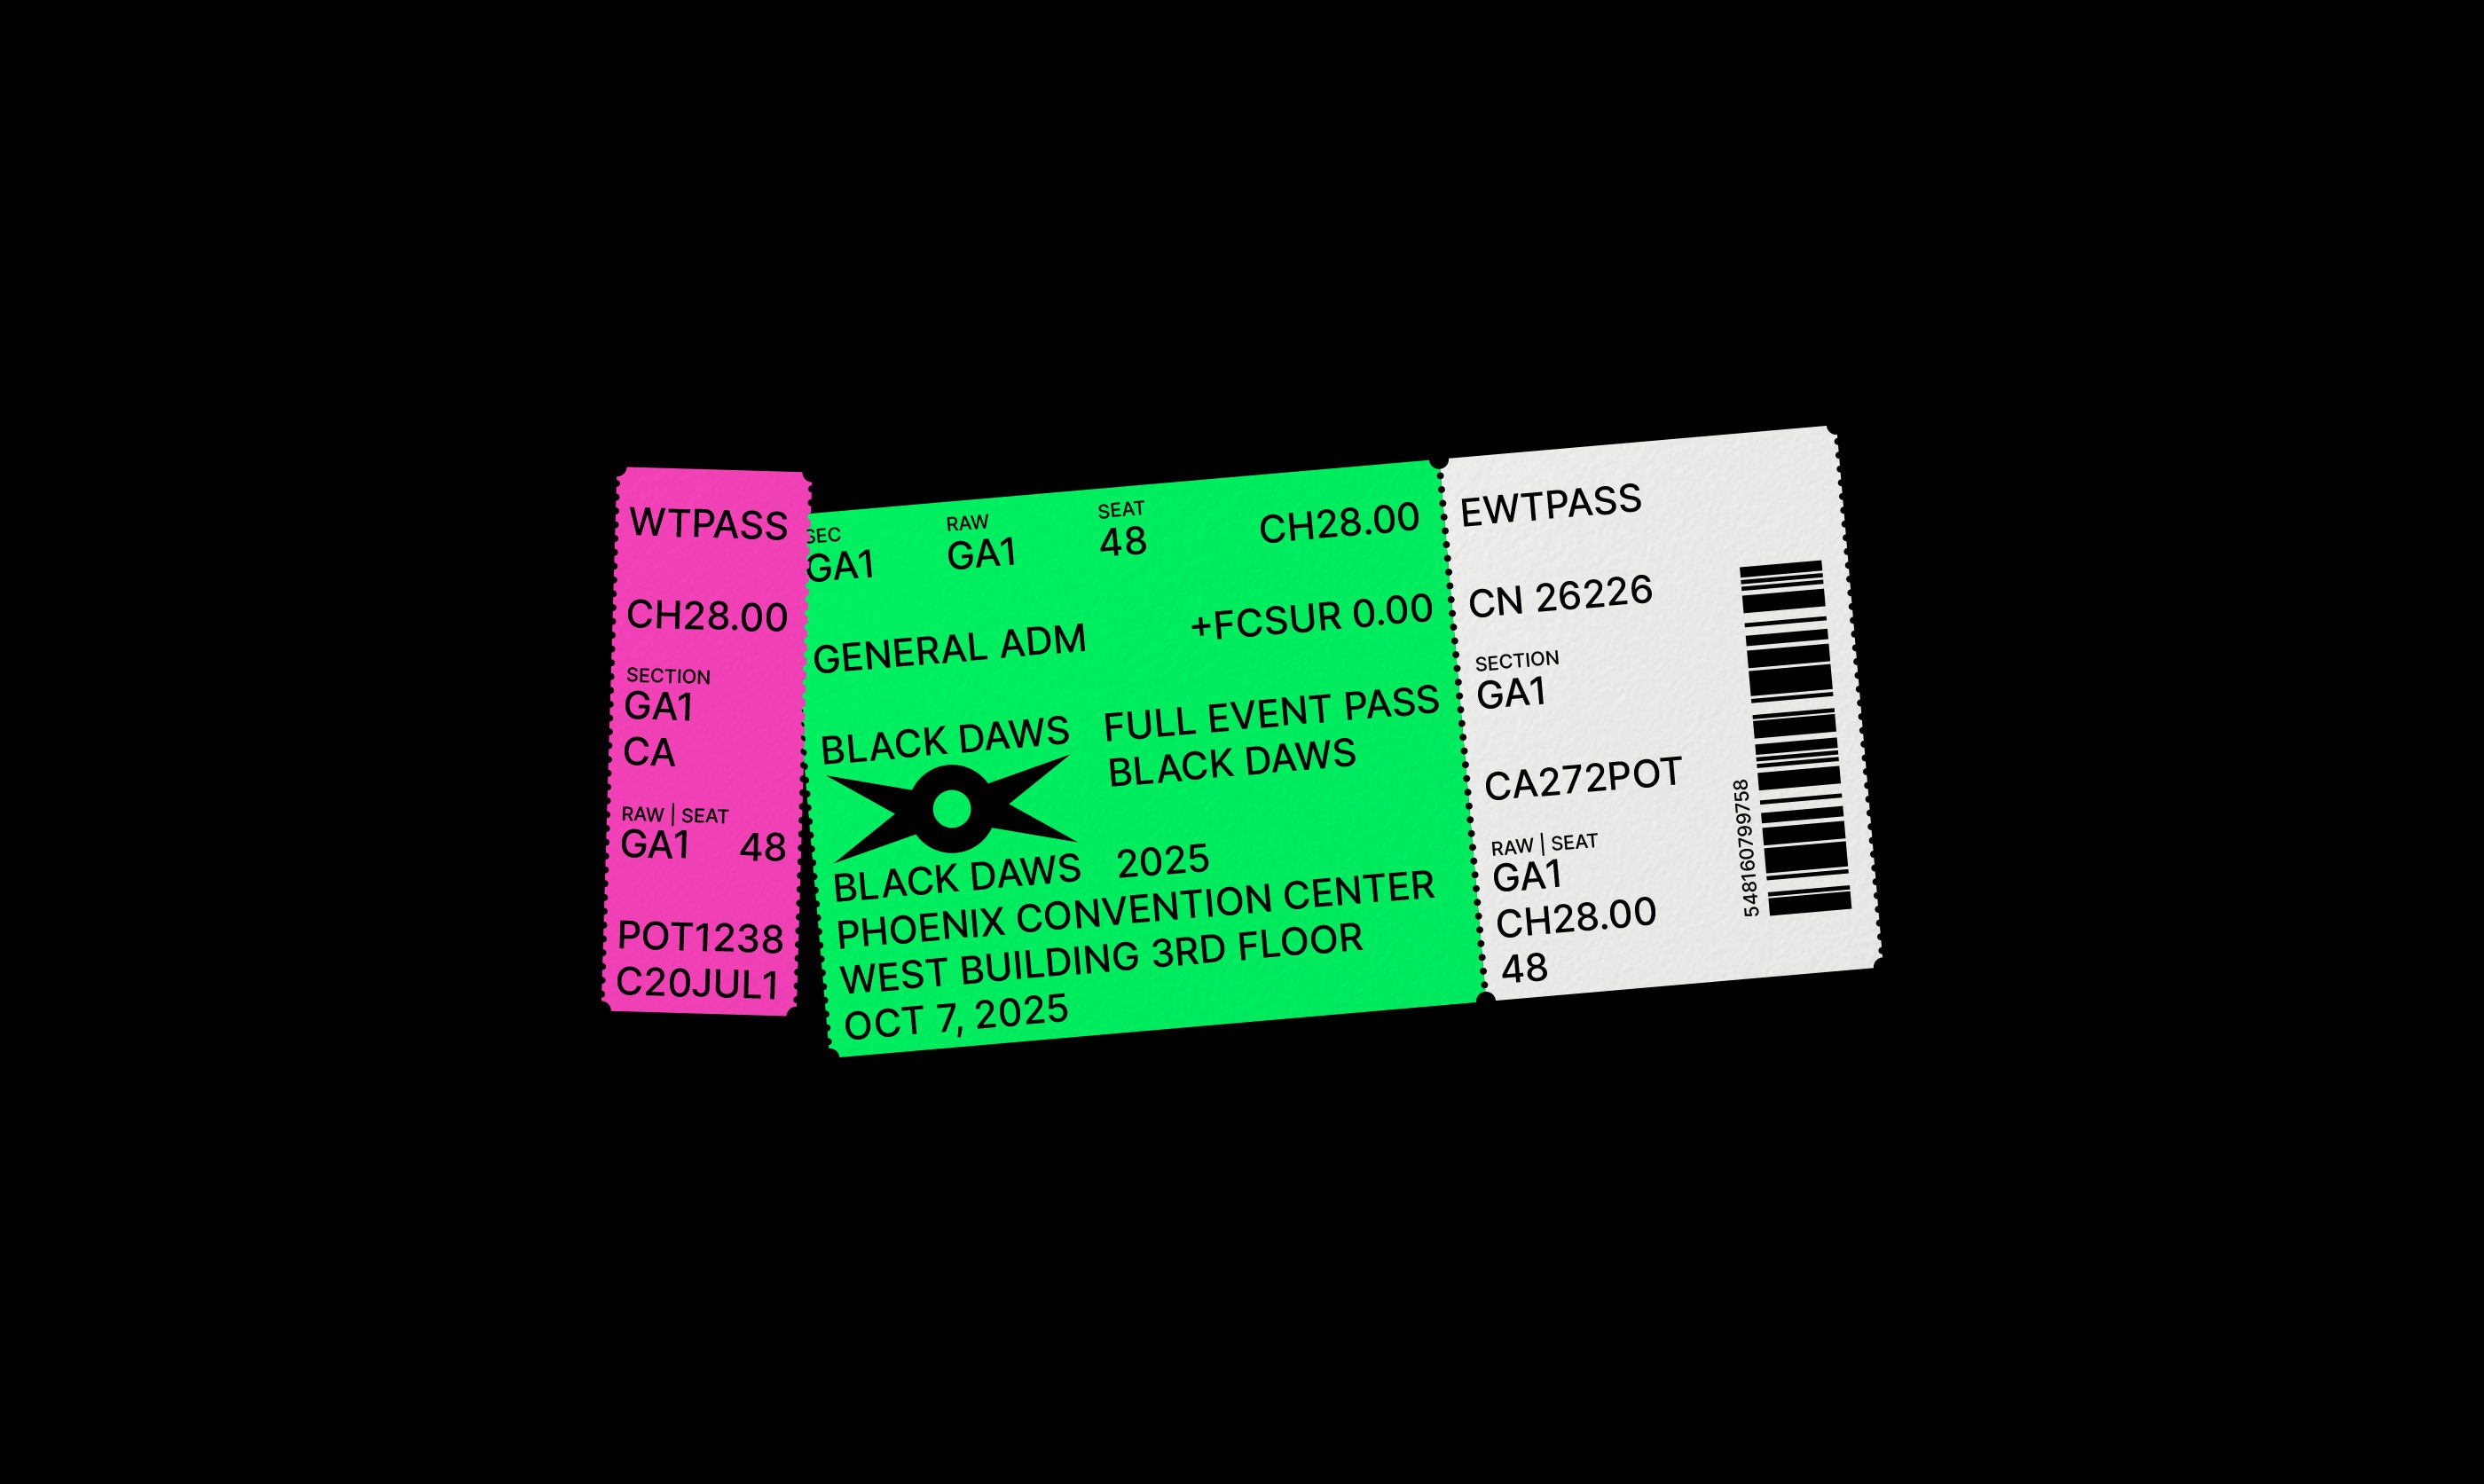 WTPASS
CH28.00
SECTION
GA1
CA
RAW | SEAT
GA1 48
POT1238
C20JUL1
SEC RAW SEAT
GA1 GA1 48 CH28.00
GENERAL ADM +FCSUR 0.00
BLACK DAWS FULL EVENT PASS
BLACK DAWS
BLACK DAWS 2025
PHOENIX CONVENTION CENTER
WEST BUILDING 3RD FLOOR
OCT 7, 2025
EWTPASS
CN 26226
SECTION
GA1
CA272POT
RAW | SEAT
GA1
CH28.00
48
548160799758